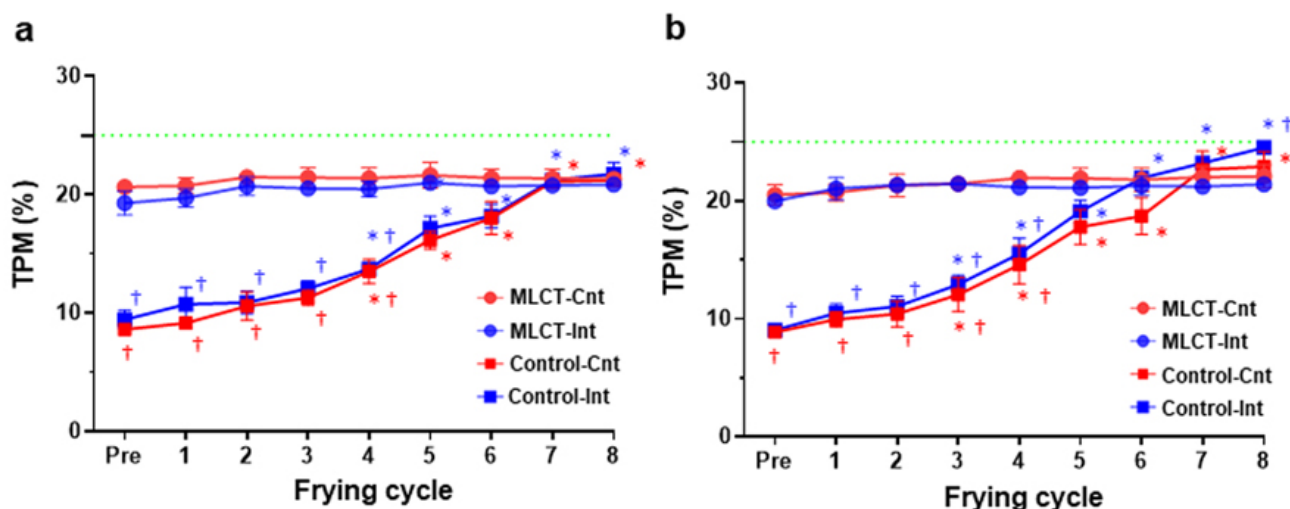 a
TPM (%)
30
20
10
0
* *
* *
*
*
* †
*
*
† † † †
* †
† † † †
MLCT-Cnt
MLCT-Int
Control-Cnt
Control-Int
Pre 1 2 3 4 5 6 7 8
Frying cycle
b
TPM (%)
30
20
10
0
* * †
* *
*
*
* †
* †
*
*
† † †
* †
* †
† † †
MLCT-Cnt
MLCT-Int
Control-Cnt
Control-Int
Pre 1 2 3 4 5 6 7 8
Frying cycle